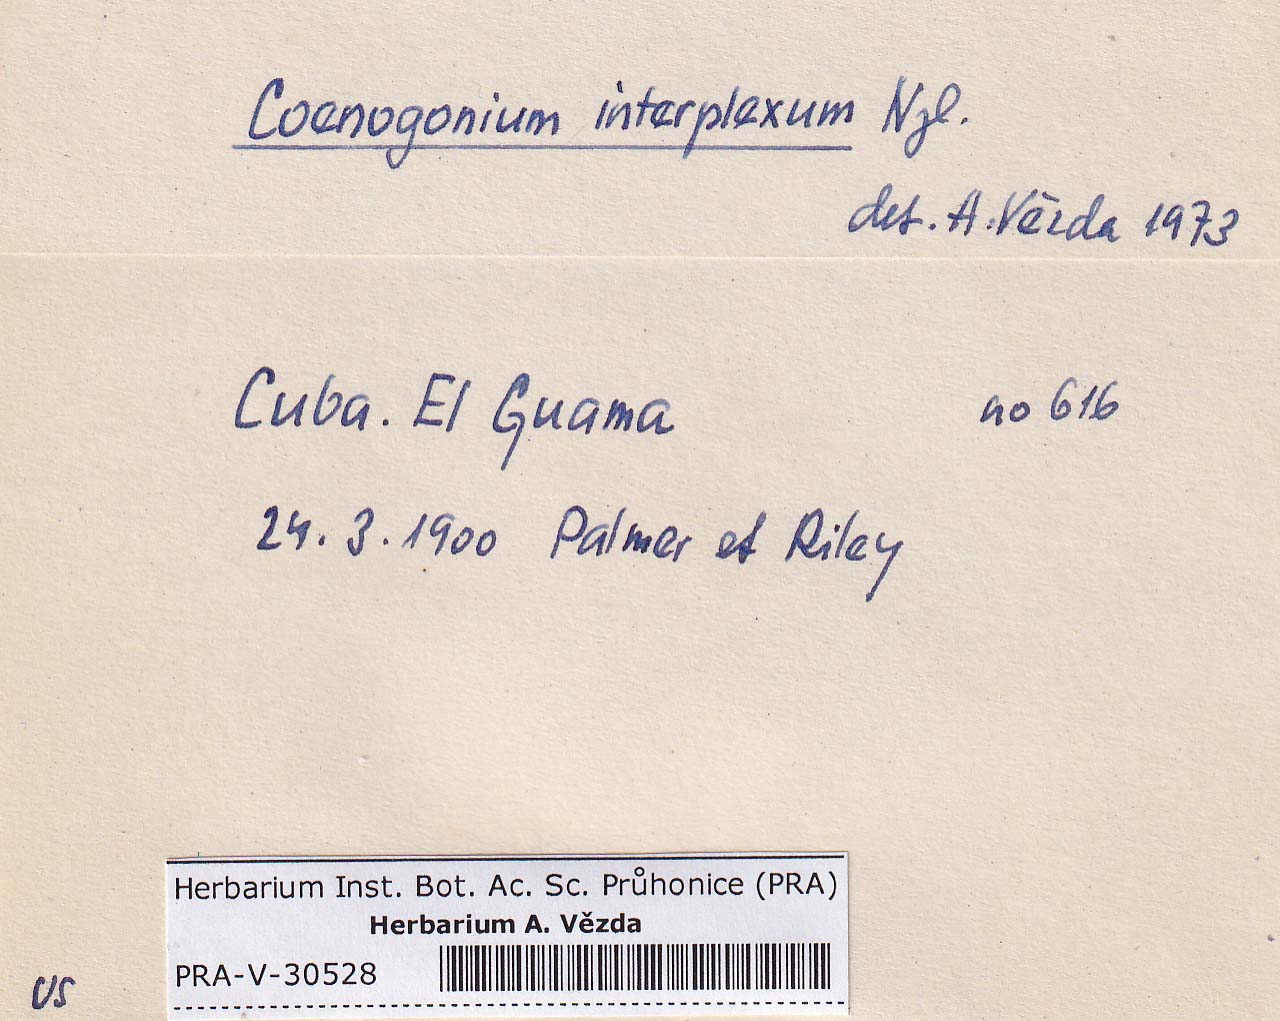 Coenogonium interplexum Nyl.
det. A. Vězda 1973
Cuba. El Guama no 616
24. 3. 1900 Palmer et Riley
Herbarium Inst. Bot. Ac. Sc. Průhonice (PRA)
Herbarium A. Vězda
PRA-V-30528
US